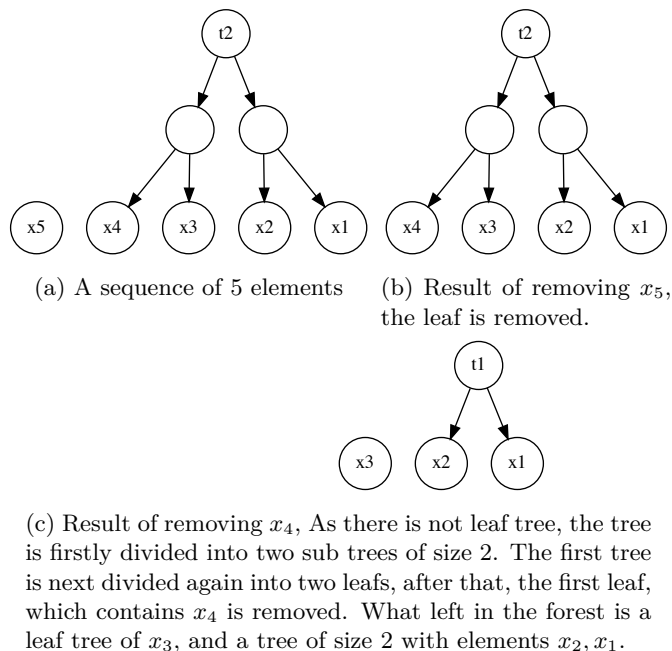 t2
t2
x5 x4 x3 x2 x1
x4 x3 x2 x1
(a) A sequence of 5 elements
(b) Result of removing x₅,
the leaf is removed.
t1
x3 x2 x1
(c) Result of removing x₄, As there is not leaf tree, the tree
is firstly divided into two sub trees of size 2. The first tree
is next divided again into two leafs, after that, the first leaf,
which contains x₄ is removed. What left in the forest is a
leaf tree of x₃, and a tree of size 2 with elements x₂, x₁.